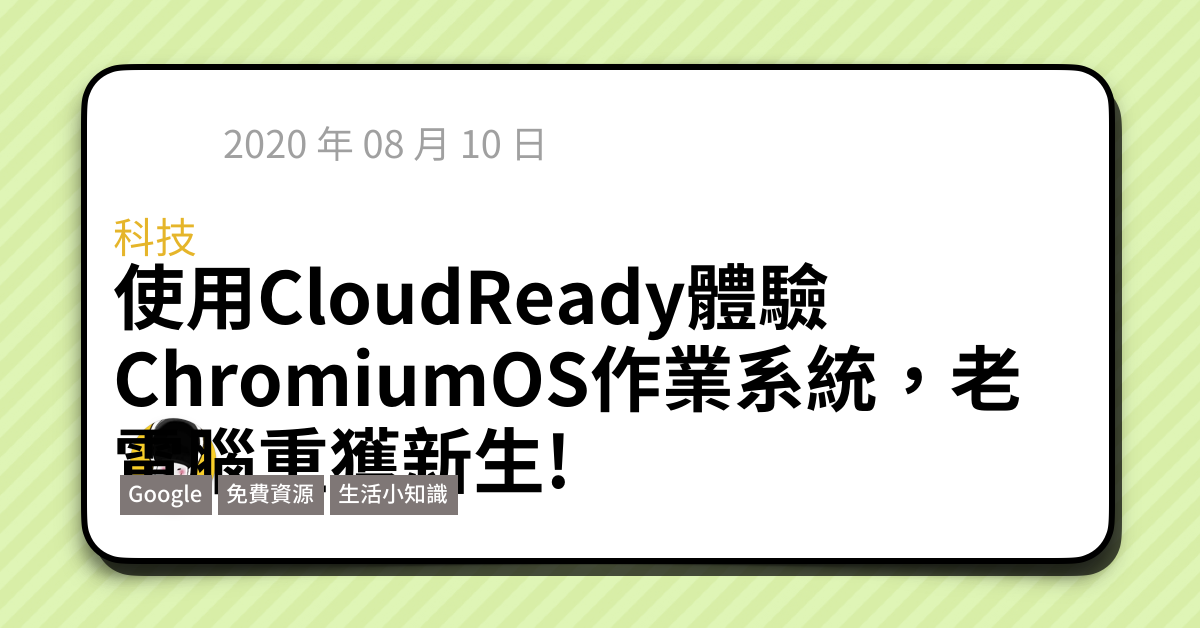 2020 年 08 月 10 日
科技
使用CloudReady體驗
ChromiumOS作業系統，老
電腦重獲新生!
Google 免費資源 生活小知識